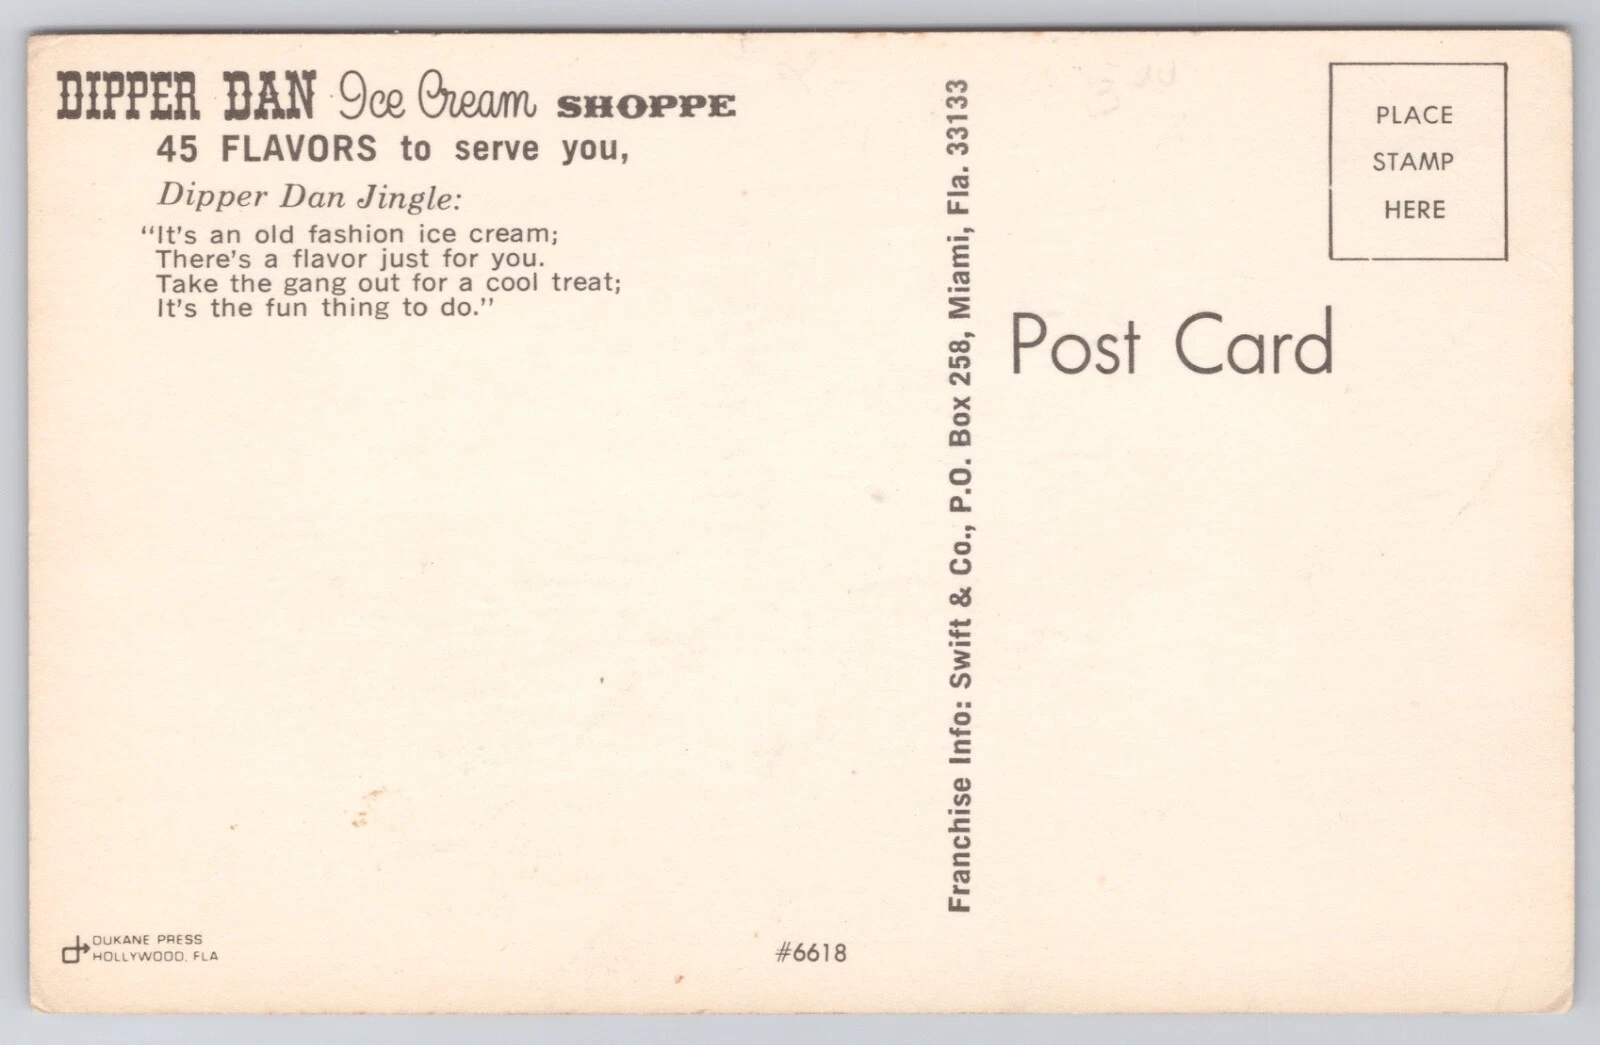 DIPPER DAN Ice Cream SHOPPE
45 FLAVORS to serve you,
Dipper Dan Jingle:
"It's an old fashion ice cream;
There's a flavor just for you.
Take the gang out for a cool treat;
It's the fun thing to do."
DUKANE PRESS
HOLLYWOOD, FLA
#6618
Franchise Info: Swift & Co., P.O. Box 258, Miami, Fla. 33133
PLACE
STAMP
HERE
Post Card